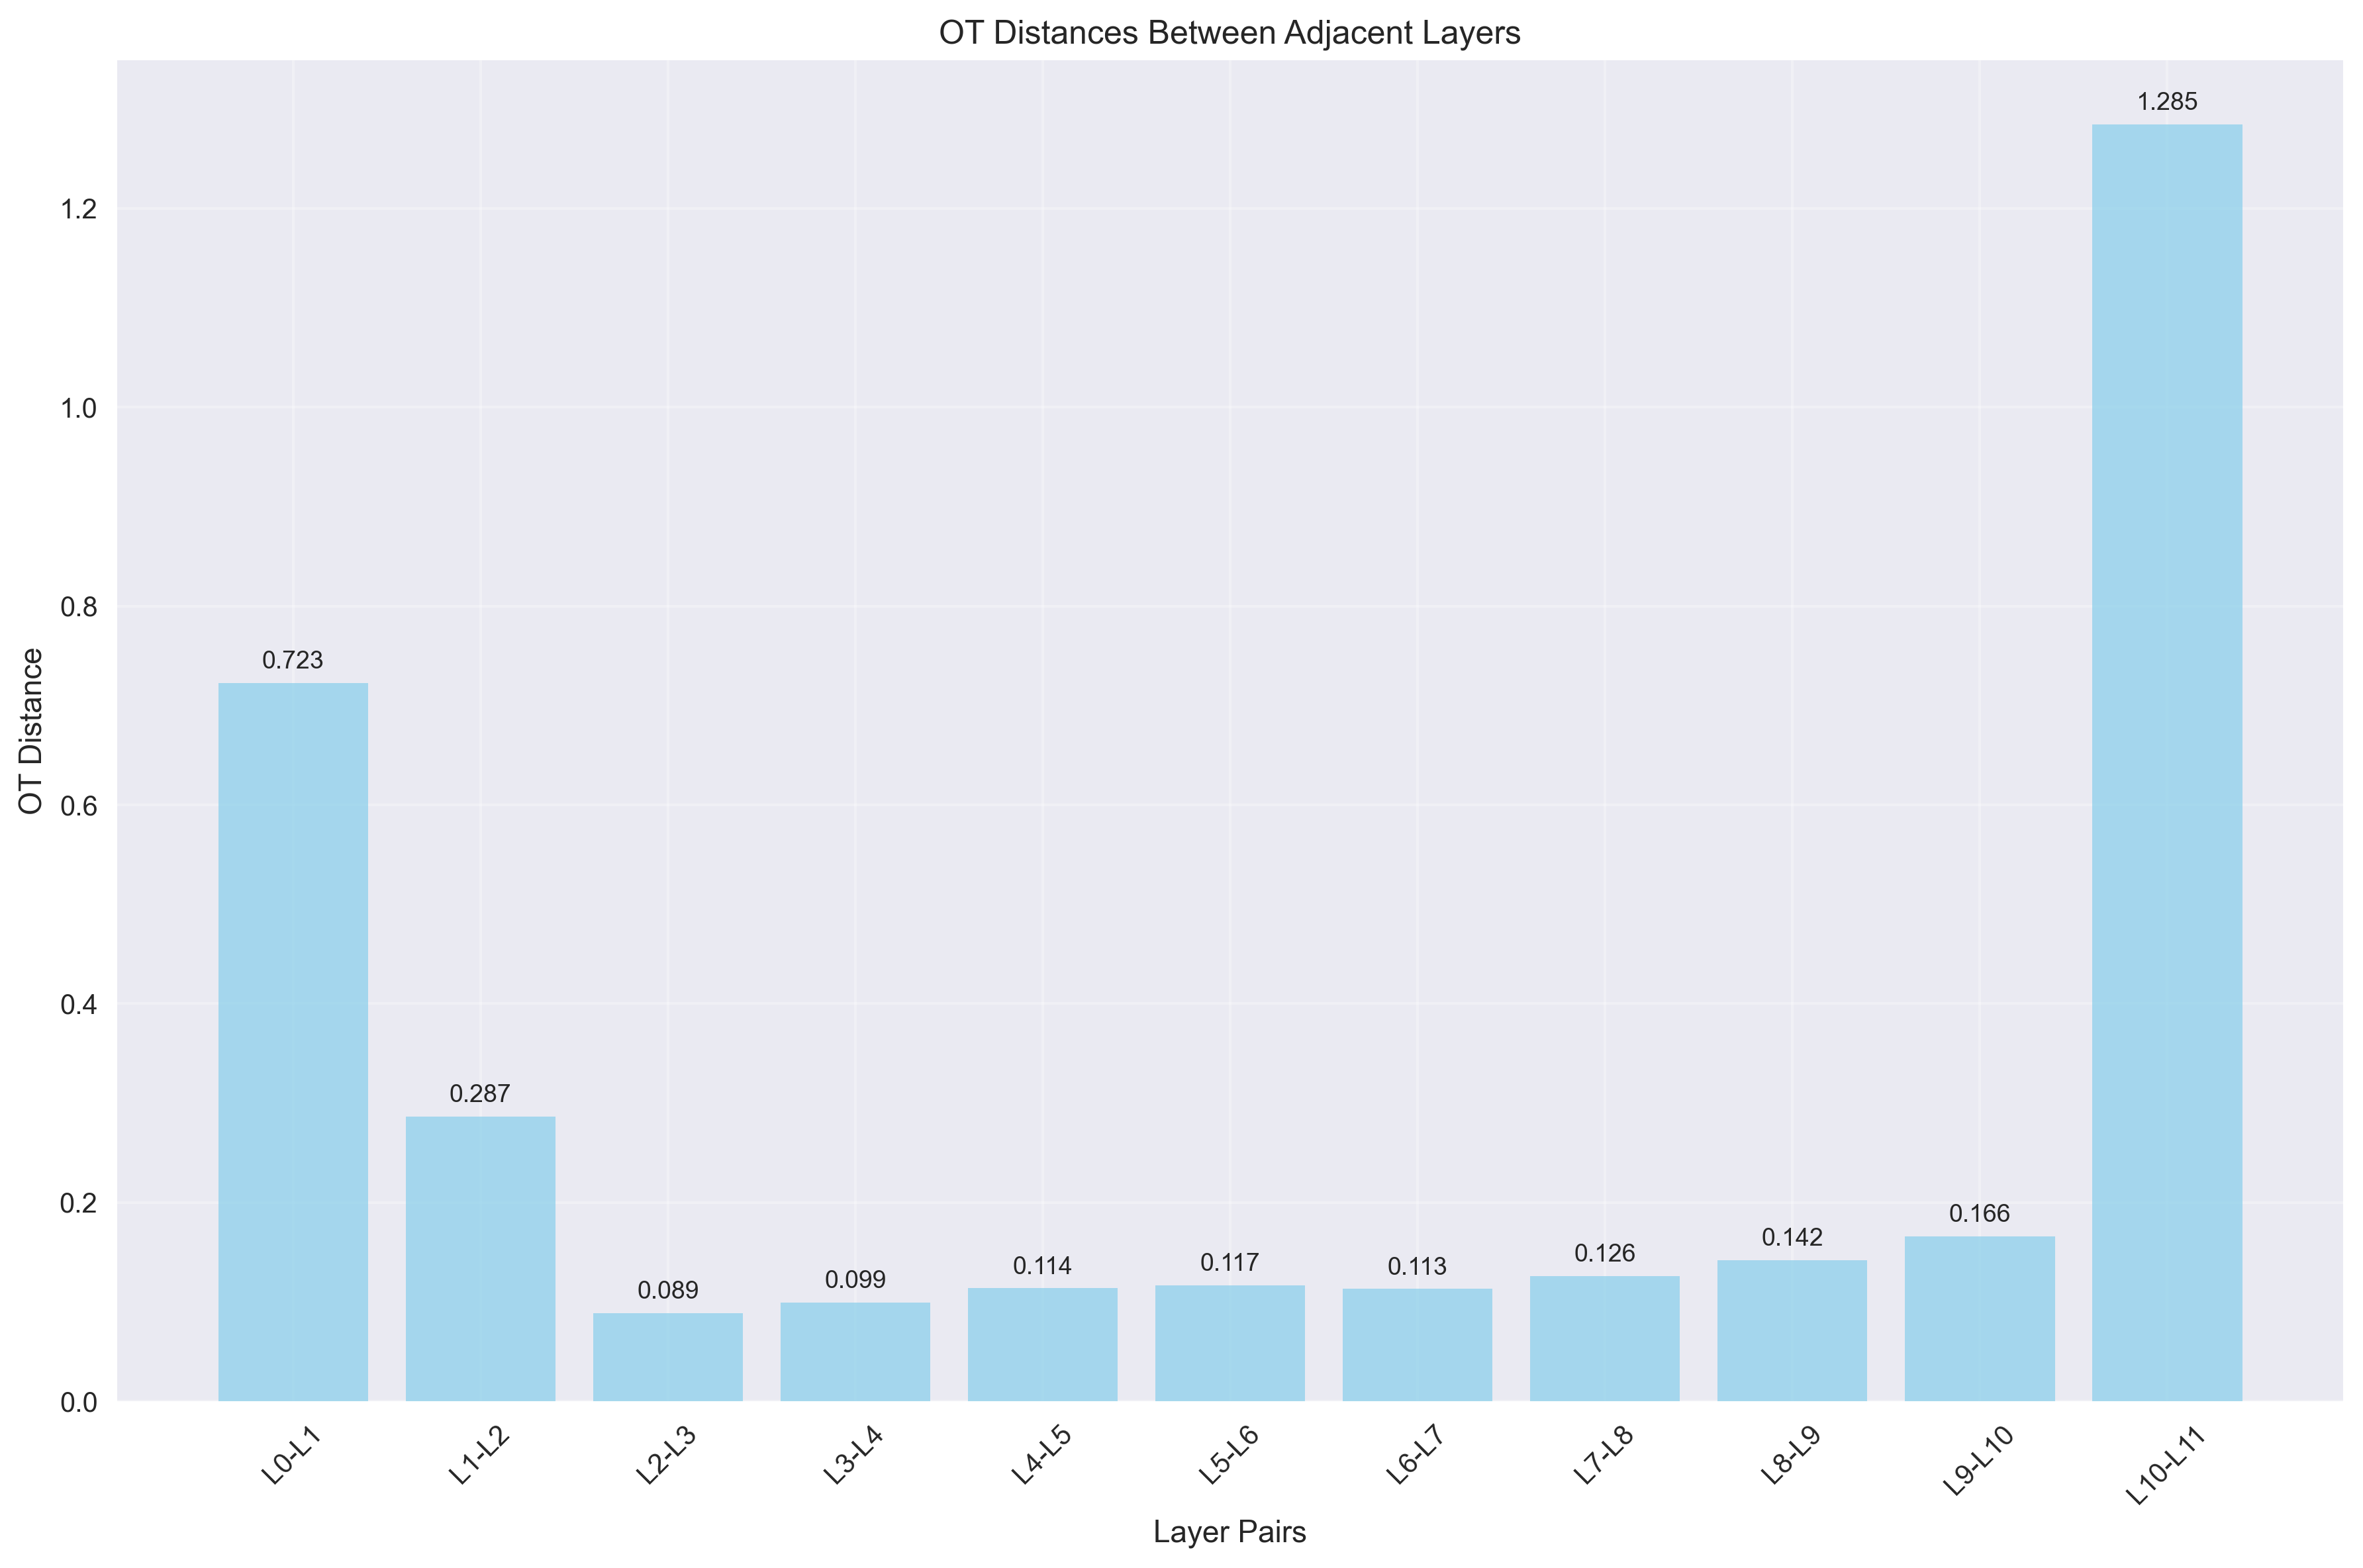 OT Distances Between Adjacent Layers
OT Distance
1.2
1.0
0.8
0.6
0.4
0.2
0.0
0.723
0.287
0.089
0.099
0.114
0.117
0.113
0.126
0.142
0.166
1.285
L0-L1
L1-L2
L2-L3
L3-L4
L4-L5
L5-L6
L6-L7
L7-L8
L8-L9
L9-L10
L10-L11
Layer Pairs